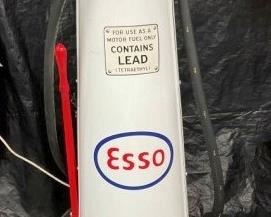 FOR USE AS A
MOTOR FUEL ONLY
CONTAINS
LEAD
(TETRAETHYL)
Esso